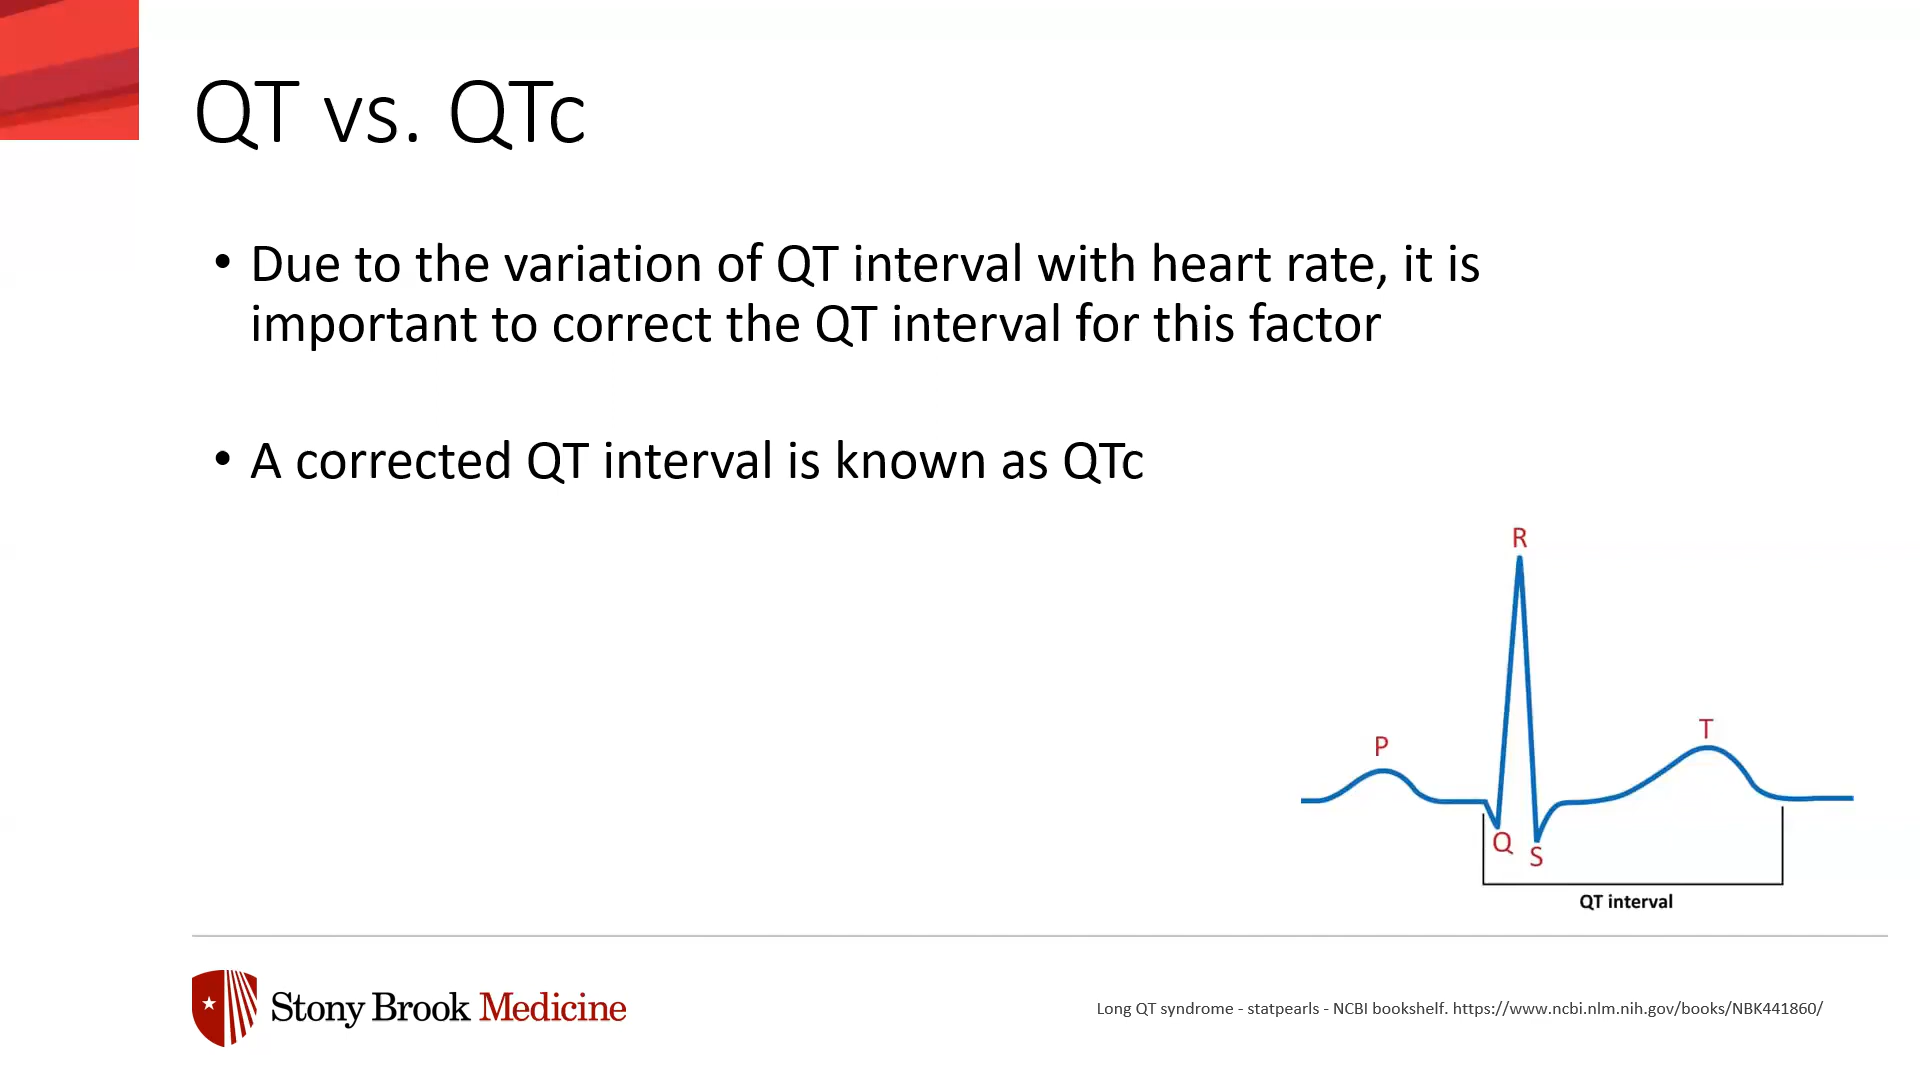 QT vs. QTc
• Due to the variation of QT interval with heart rate, it is
important to correct the QT interval for this factor
• A corrected QT interval is known as QTc
R
P
T
Q
S
QT interval
Stony Brook Medicine
Long QT syndrome - statpearls - NCBI bookshelf. https://www.ncbi.nlm.nih.gov/books/NBK441860/